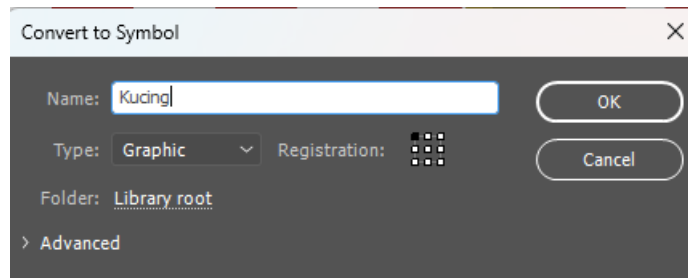 Convert to Symbol
Name: Kucing OK
Type: Graphic Registration: Cancel
Folder: Library root
Advanced